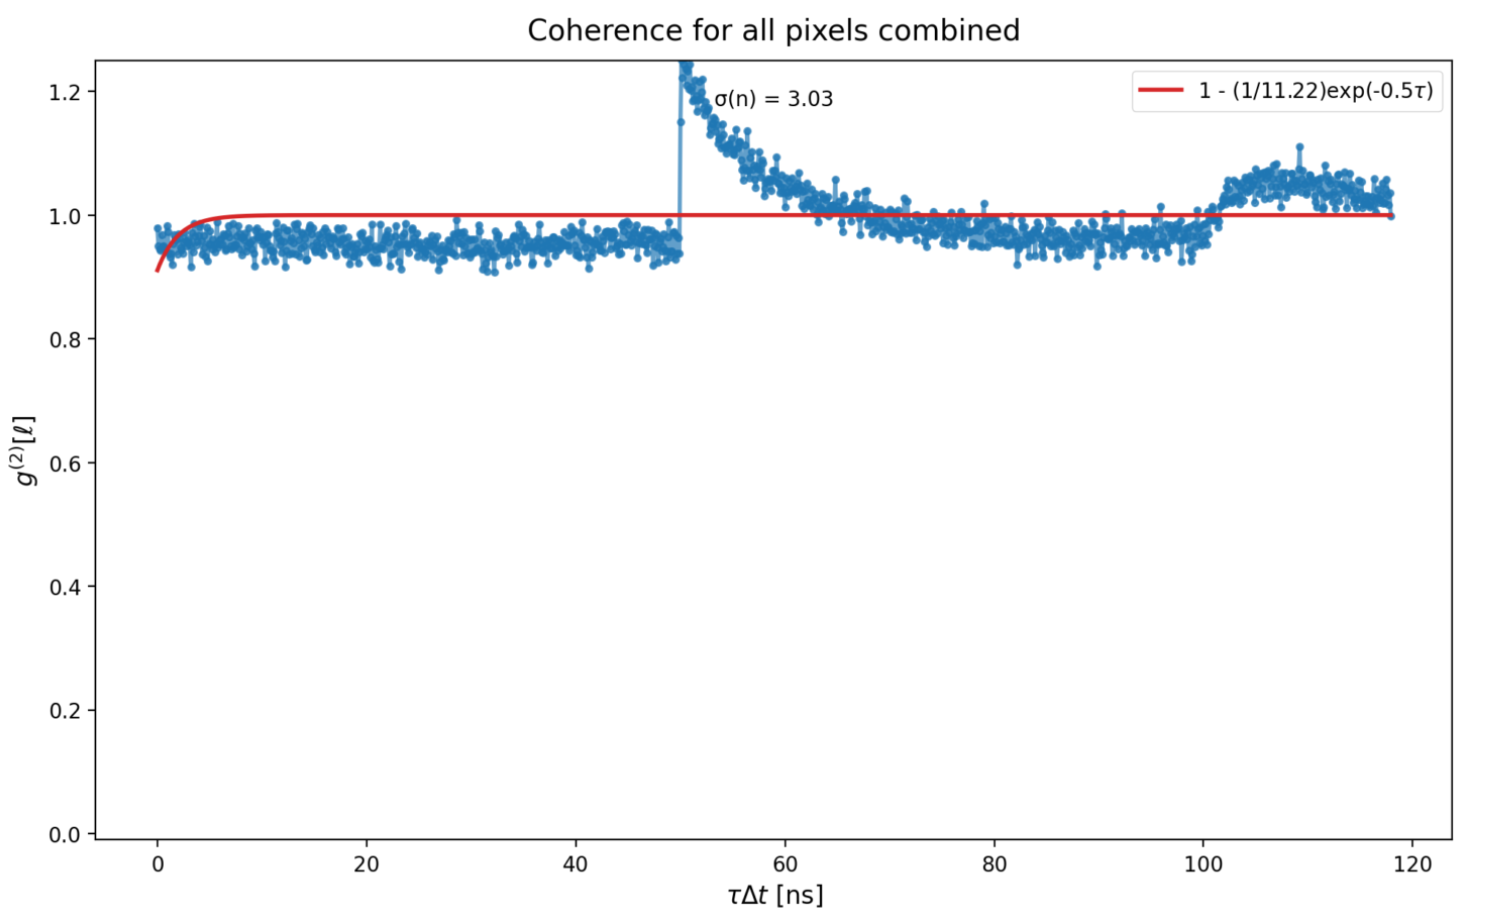 Coherence for all pixels combined
1 - (1/11.22)exp(-0.5τ)
σ(n) = 3.03
g⁽²⁾[ℓ]
1.2
1.0
0.8
0.6
0.4
0.2
0.0
0 20 40 60 80 100 120
τΔt [ns]